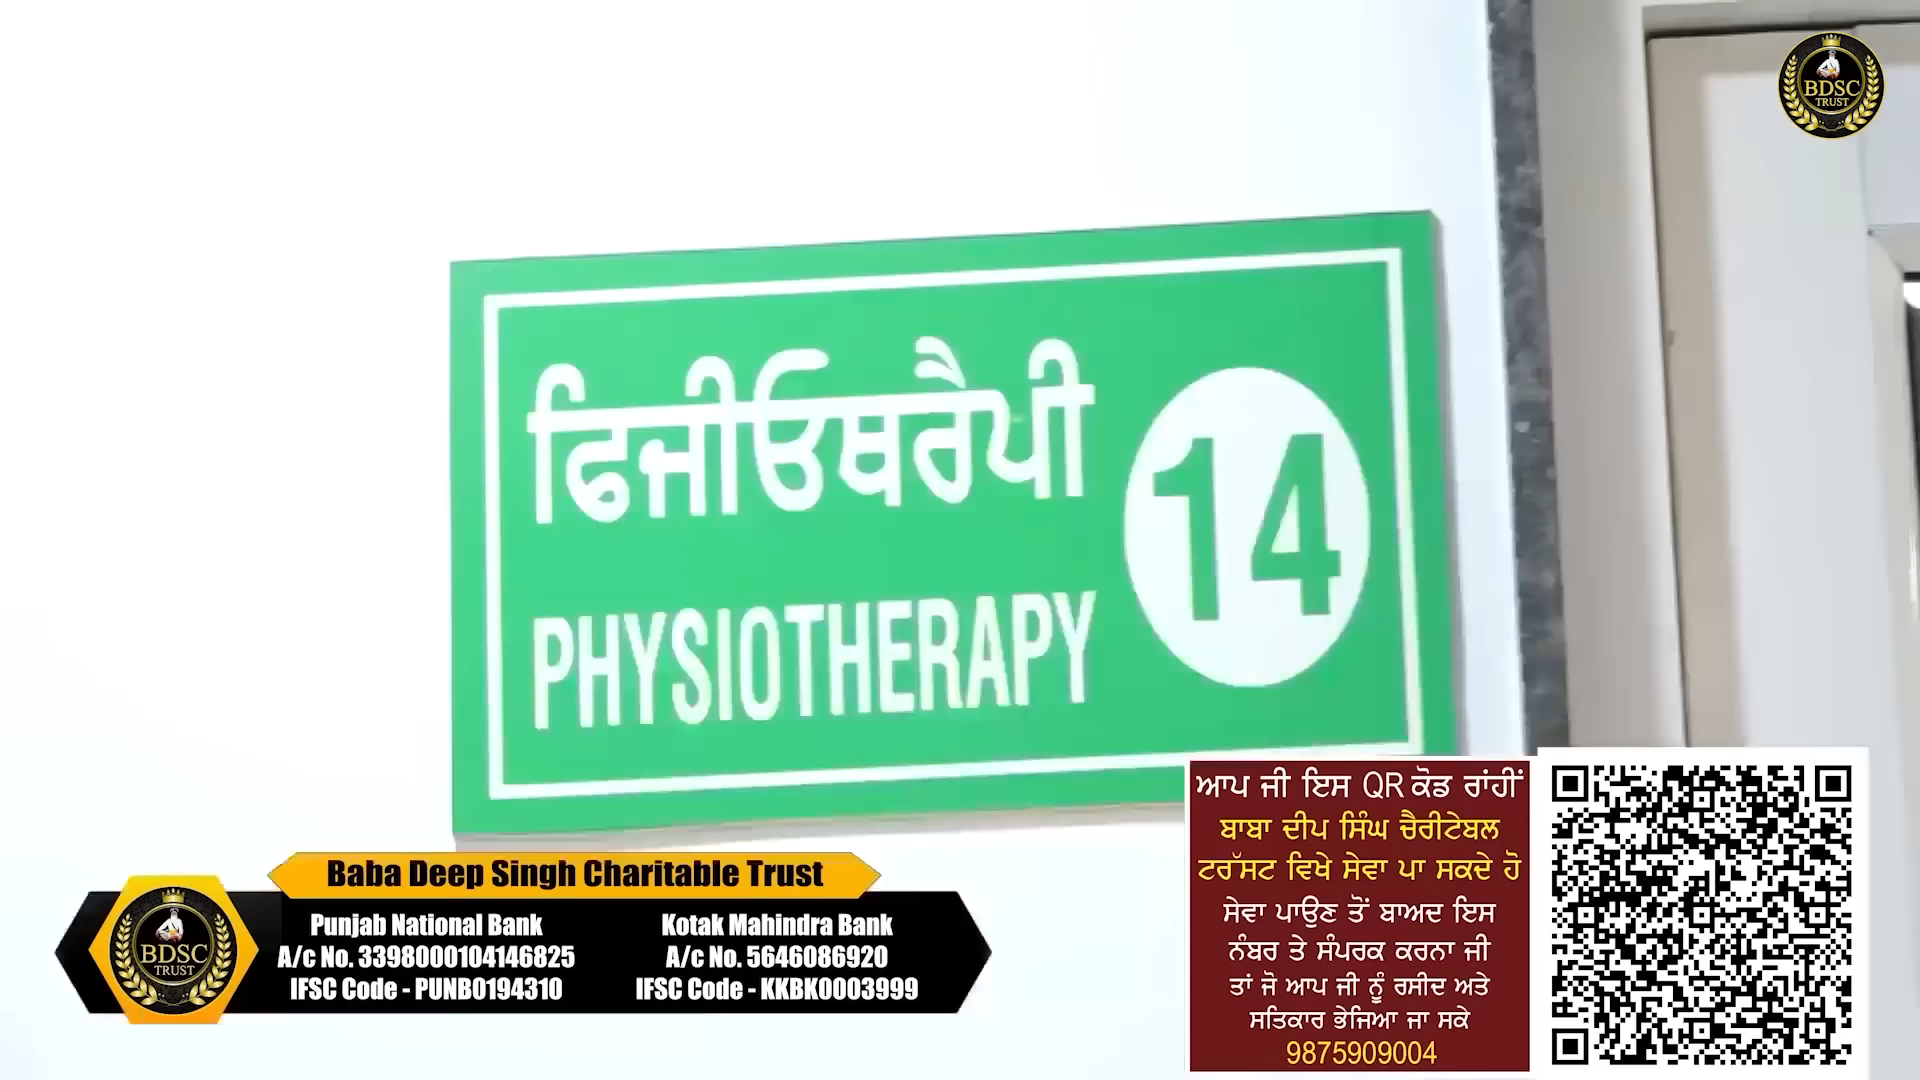 BDSC
TRUST
ਫਿਜੀਓਥਰੈਪੀ
14
PHYSIOTHERAPY
Baba Deep Singh Charitable Trust
BDSC
TRUST
Punjab National Bank
A/c No. 3398000104146825
IFSC Code - PUNB0194310
Kotak Mahindra Bank
A/c No. 5646086920
IFSC Code - KKBK0003999
ਆਪ ਜੀ ਇਸ QR ਕੋਡ ਰਾਂਹੀਂ
ਬਾਬਾ ਦੀਪ ਸਿੰਘ ਚੈਰੀਟੇਬਲ
ਟਰੱਸਟ ਵਿਖੇ ਸੇਵਾ ਪਾ ਸਕਦੇ ਹੋ
ਸੇਵਾ ਪਾਉਣ ਤੋਂ ਬਾਅਦ ਇਸ
ਨੰਬਰ ਤੇ ਸੰਪਰਕ ਕਰਨਾ ਜੀ
ਤਾਂ ਜੋ ਆਪ ਜੀ ਨੂੰ ਰਸੀਦ ਅਤੇ
ਸਤਿਕਾਰ ਭੇਜਿਆ ਜਾ ਸਕੇ
9875909004